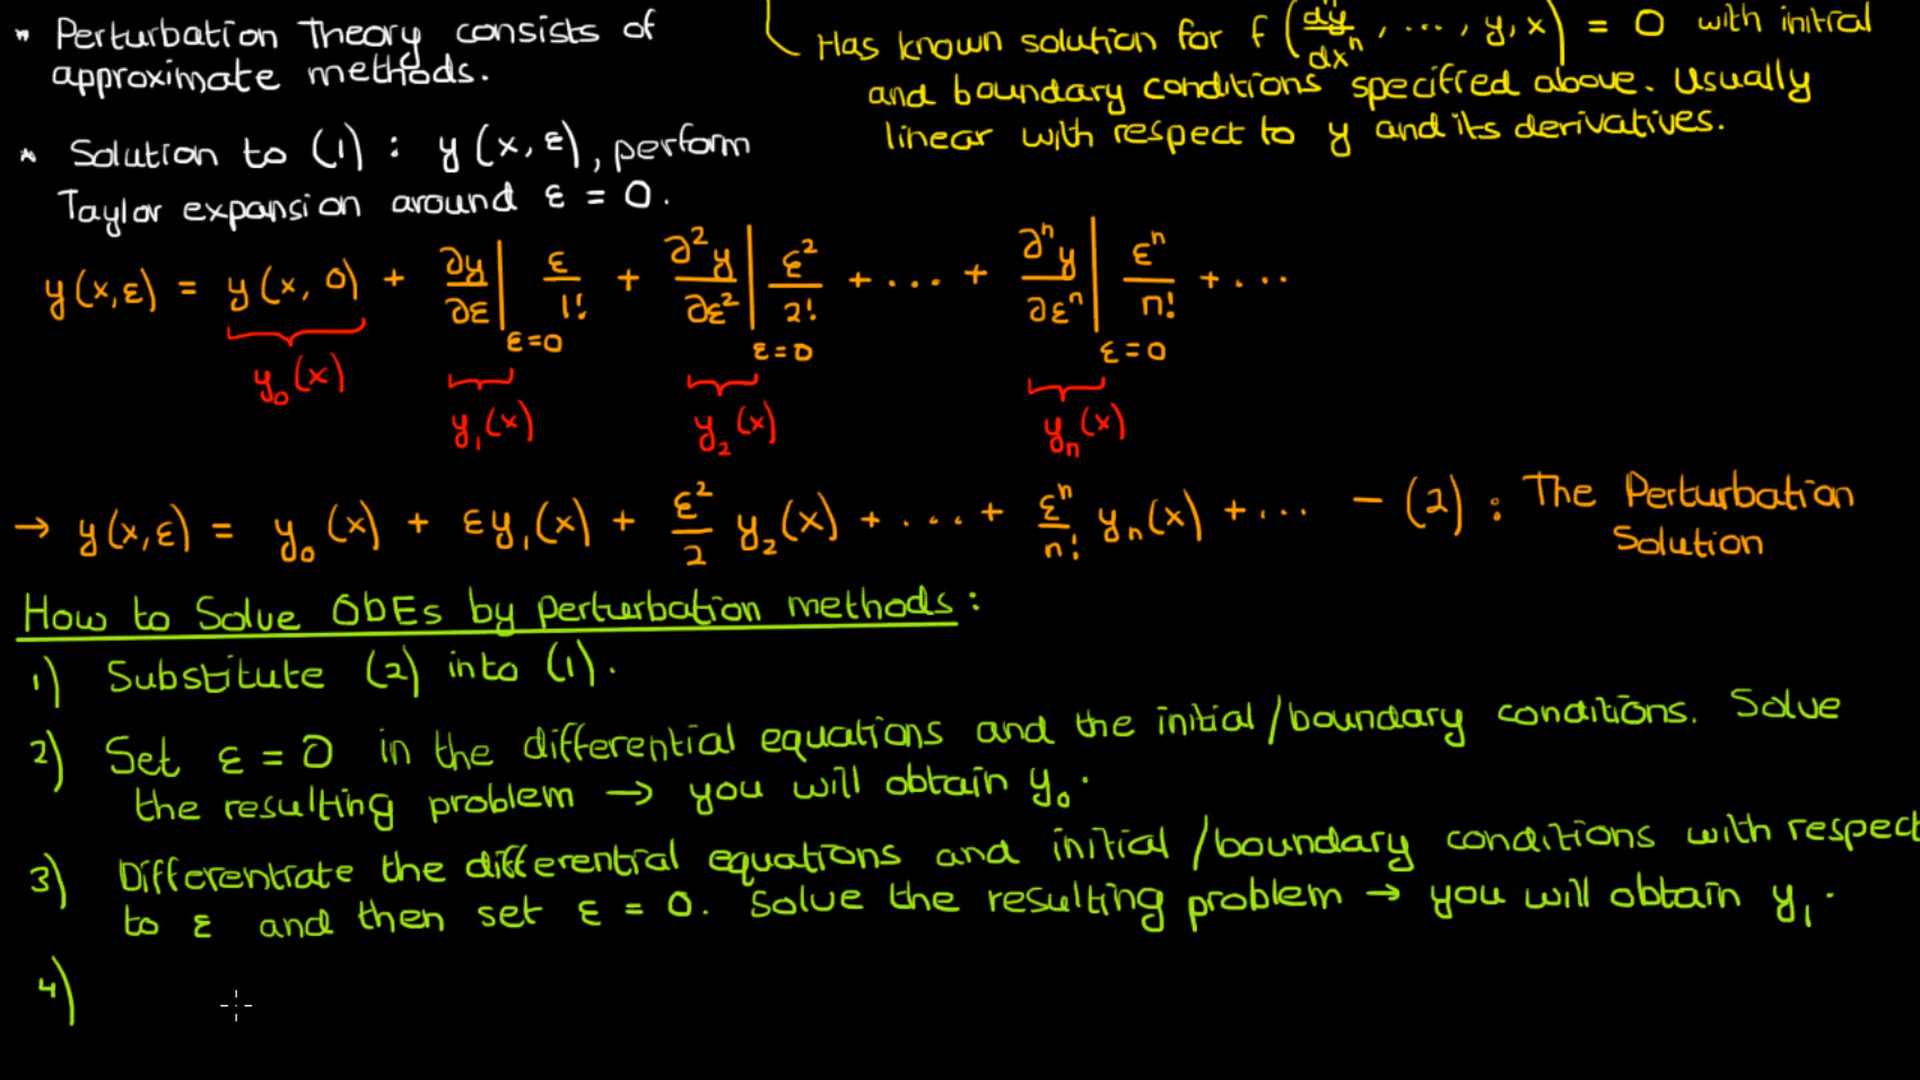 * Perturbation Theory consists of
approximate methods.
* Solution to (1) : y(x, ε), perform
Taylor expansion around ε = 0.
Has known solution for f(dⁿy/dxⁿ, ..., y, x) = 0 with initial
and boundary conditions specified above. Usually
linear with respect to y and its derivatives.
y(x,ε) = y(x, 0) + ∂y/∂ε|ε=0 ε/1! + ∂²y/∂ε²|ε=0 ε²/2! + ... + ∂ⁿy/∂εⁿ|ε=0 εⁿ/n! + ...
y₀(x) y₁(x) y₂(x) yₙ(x)
→ y(x,ε) = y₀(x) + εy₁(x) + ε²/2 y₂(x) + ... + εⁿ/n! yₙ(x) + ... – (2) : The Perturbation
Solution
How to Solve ODEs by perturbation methods:
1) Substitute (2) into (1).
2) Set ε = 0 in the differential equations and the initial/boundary conditions. Solve
the resulting problem → you will obtain y₀.
3) Differentiate the differential equations and initial/boundary conditions with respect
to ε and then set ε = 0. Solve the resulting problem → you will obtain y₁.
4)